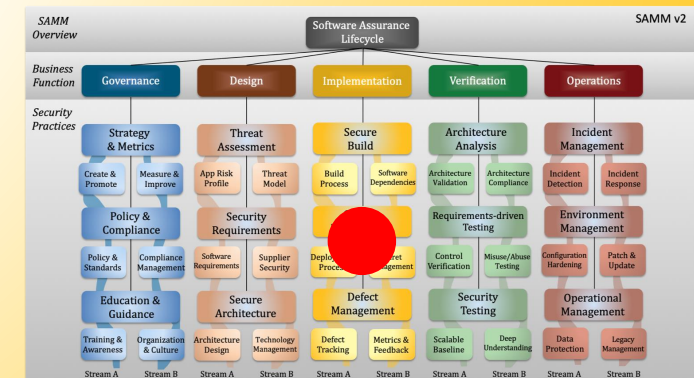 SAMM
Overview
Software Assurance
Lifecycle
SAMM v2
Business
Function
Governance
Design
Implementation
Verification
Operations
Security
Practices
Strategy
& Metrics
Threat
Assessment
Secure
Build
Architecture
Analysis
Incident
Management
Create &
Promote
Measure &
Improve
App Risk
Profile
Threat
Model
Build
Process
Software
Dependencies
Architecture
Validation
Architecture
Compliance
Incident
Detection
Incident
Response
Policy &
Compliance
Security
Requirements
Requirements-driven
Testing
Environment
Management
Policy &
Standards
Compliance
Management
Software
Requirements
Supplier
Security
Control
Verification
Misuse/Abuse
Testing
Configuration
Hardening
Patch &
Update
Education &
Guidance
Secure
Architecture
Defect
Management
Security
Testing
Operational
Management
Training &
Awareness
Organization
& Culture
Architecture
Design
Technology
Management
Defect
Tracking
Metrics &
Feedback
Scalable
Baseline
Deep
Understanding
Data
Protection
Legacy
Management
Stream A
Stream B
Stream A
Stream B
Stream A
Stream B
Stream A
Stream B
Stream A
Stream B